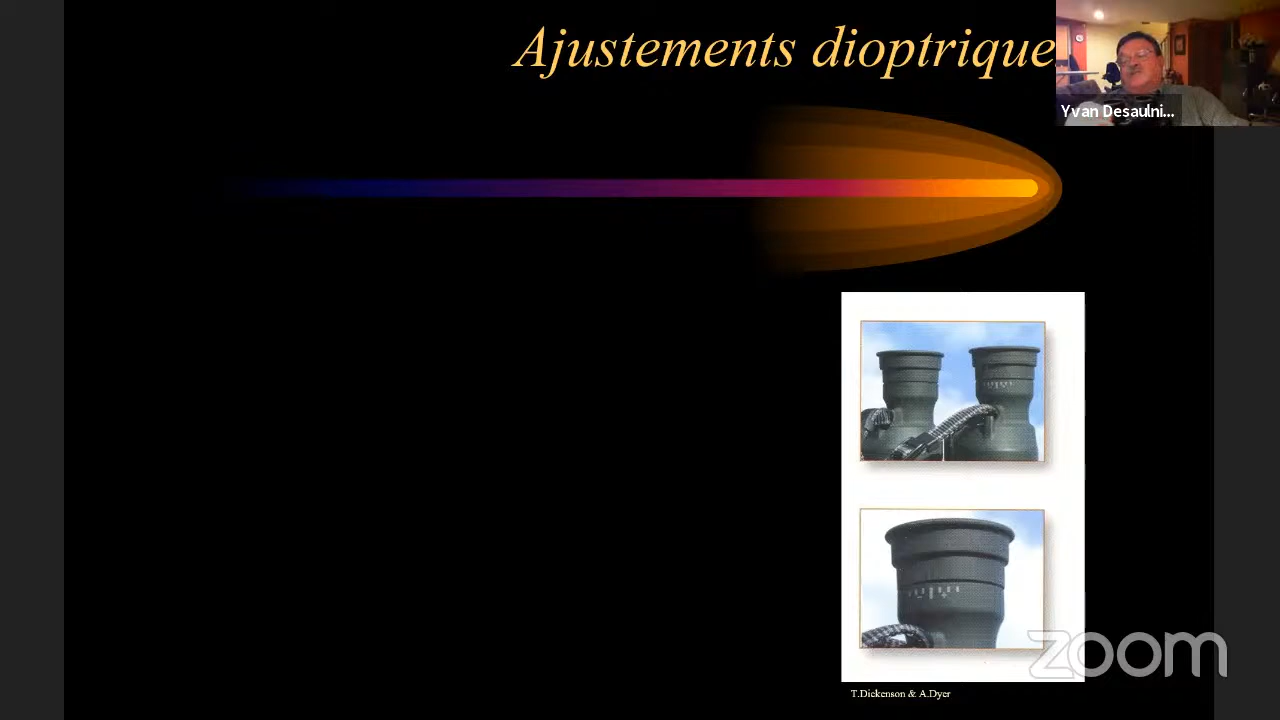 Ajustements dioptrique
Yvan Desaulni...
T.Dickenson & A.Dyer
zoom